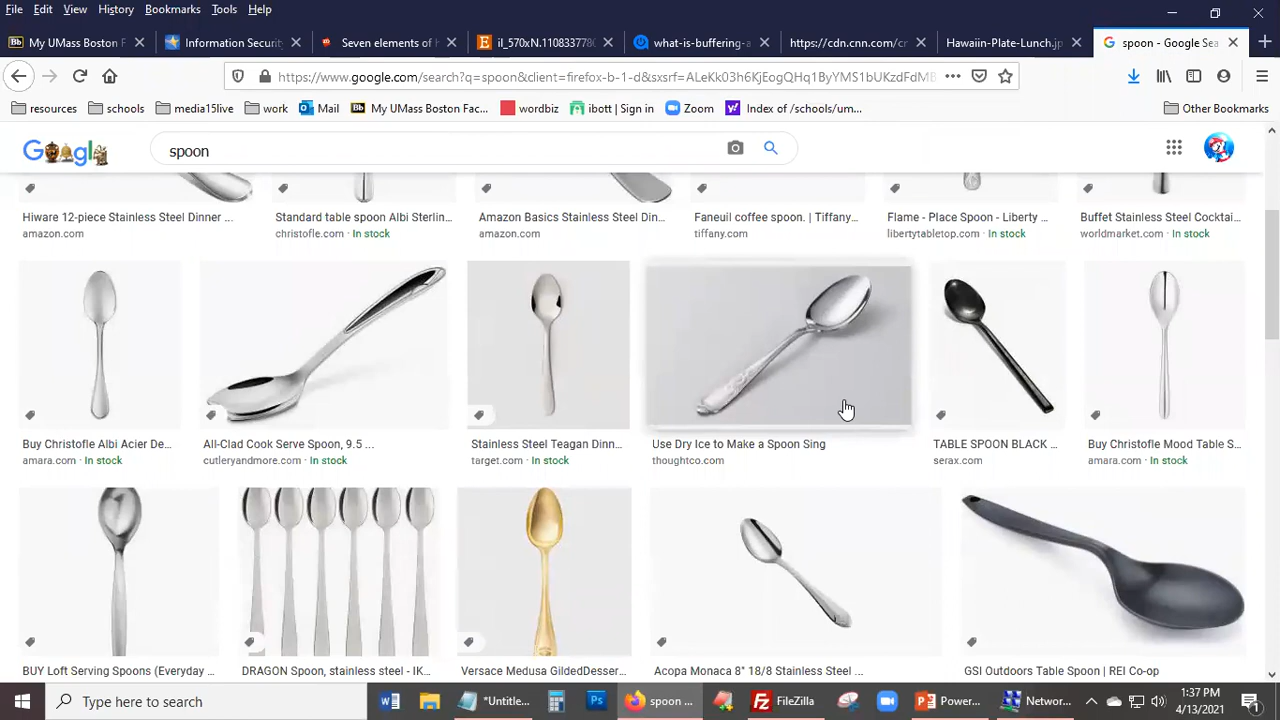 File Edit View History Bookmarks Tools Help
My UMass Boston F
Information Security
Seven elements of h
il_570xN.1108337780
what-is-buffering-a
https://cdn.cnn.com/cn
Hawaiin-Plate-Lunch.jp
spoon - Google Sea
https://www.google.com/search?q=spoon&client=firefox-b-1-d&sxsrf=ALeKk03h6KjEogQHq1ByYMS1bUKzdFdMB
resources schools media15live work Mail My UMass Boston Fac... wordbiz ibott | Sign in Zoom Index of /schools/um... Other Bookmarks
Google spoon
Hiware 12-piece Stainless Steel Dinner ...
amazon.com
Standard table spoon Albi Sterlin...
christofle.com · In stock
Amazon Basics Stainless Steel Din...
amazon.com
Faneuil coffee spoon. | Tiffany...
tiffany.com
Flame - Place Spoon - Liberty ...
libertytabletop.com · In stock
Buffet Stainless Steel Cocktai...
worldmarket.com · In stock
Buy Christofle Albi Acier De...
amara.com · In stock
All-Clad Cook Serve Spoon, 9.5 ...
cutleryandmore.com · In stock
Stainless Steel Teagan Dinn...
target.com · In stock
Use Dry Ice to Make a Spoon Sing
thoughtco.com
TABLE SPOON BLACK ...
serax.com
Buy Christofle Mood Table S...
amara.com · In stock
BUY Loft Serving Spoons (Everyday ...
DRAGON Spoon, stainless steel - IK...
Versace Medusa GildedDesser...
Acopa Monaca 8" 18/8 Stainless Steel ...
GSI Outdoors Table Spoon | REI Co-op
Type here to search
*Untitle...
spoon ...
FileZilla
Power...
Network...
1:37 PM
4/13/2021